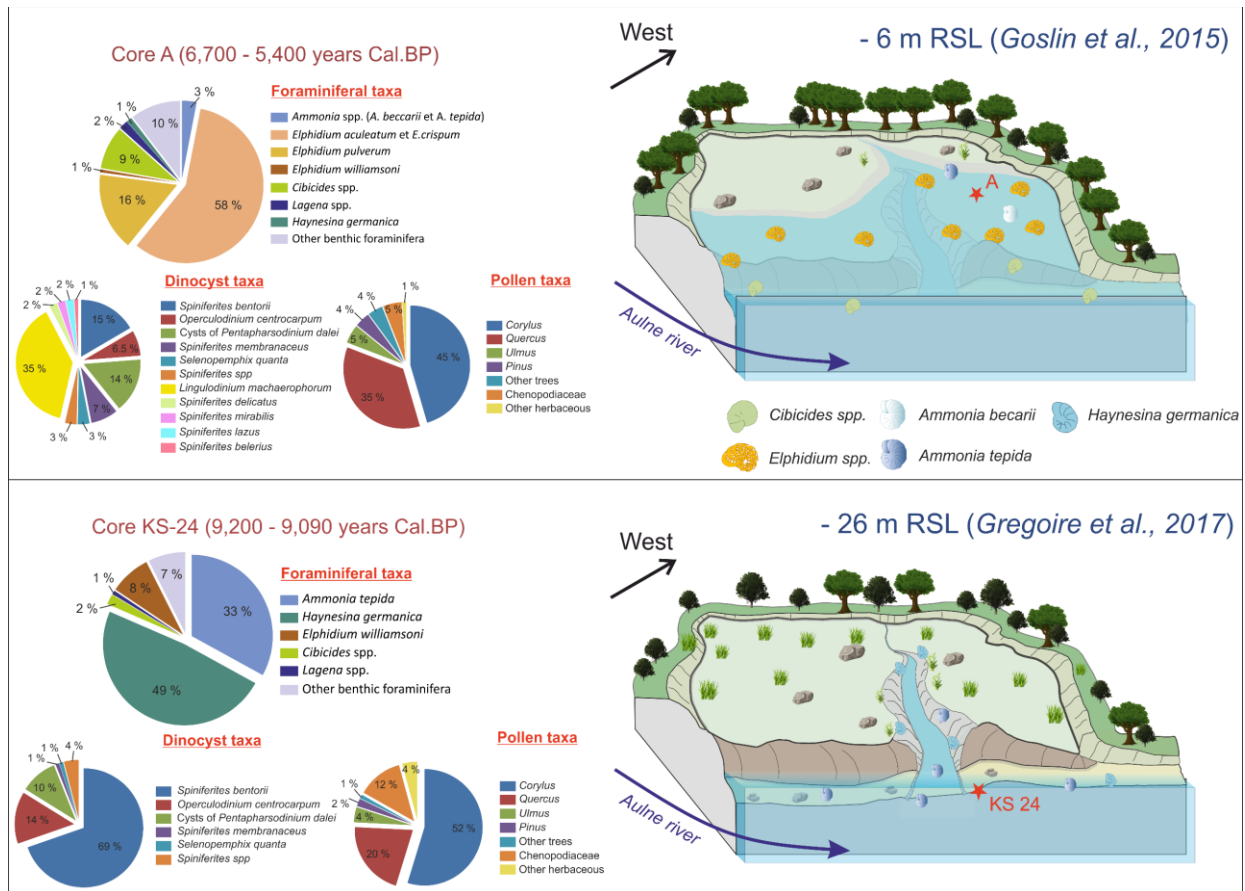 Core A (6,700 - 5,400 years Cal.BP)
Foraminiferal taxa
3 %
58 %
16 %
1 %
9 %
2 %
1 %
10 %
Ammonia spp. (A. beccarii et A. tepida)
Elphidium aculeatum et E.crispum
Elphidium pulverum
Elphidium williamsoni
Cibicides spp.
Lagena spp.
Haynesina germanica
Other benthic foraminifera
Dinocyst taxa
15 %
6.5 %
14 %
7 %
3 %
3 %
35 %
2 %
2 %
2 %
1 %
Spiniferites bentorii
Operculodinium centrocarpum
Cysts of Pentapharsodinium dalei
Spiniferites membranaceus
Selenopemphix quanta
Spiniferites spp
Lingulodinium machaerophorum
Spiniferites delicatus
Spiniferites mirabilis
Spiniferites lazus
Spiniferites belerius
Pollen taxa
45 %
35 %
5 %
4 %
4 %
5 %
1 %
Corylus
Quercus
Ulmus
Pinus
Other trees
Chenopodiaceae
Other herbaceous
West
- 6 m RSL (Goslin et al., 2015)
A
Aulne river
Cibicides spp.
Ammonia becarii
Haynesina germanica
Elphidium spp.
Ammonia tepida
Core KS-24 (9,200 - 9,090 years Cal.BP)
Foraminiferal taxa
33 %
49 %
2 %
1 %
8 %
7 %
Ammonia tepida
Haynesina germanica
Elphidium williamsoni
Cibicides spp.
Lagena spp.
Other benthic foraminifera
Dinocyst taxa
69 %
14 %
10 %
1 %
1 %
4 %
Spiniferites bentorii
Operculodinium centrocarpum
Cysts of Pentapharsodinium dalei
Spiniferites membranaceus
Selenopemphix quanta
Spiniferites spp
Pollen taxa
52 %
20 %
4 %
2 %
1 %
12 %
4 %
Corylus
Quercus
Ulmus
Pinus
Other trees
Chenopodiaceae
Other herbaceous
West
- 26 m RSL (Gregoire et al., 2017)
KS 24
Aulne river